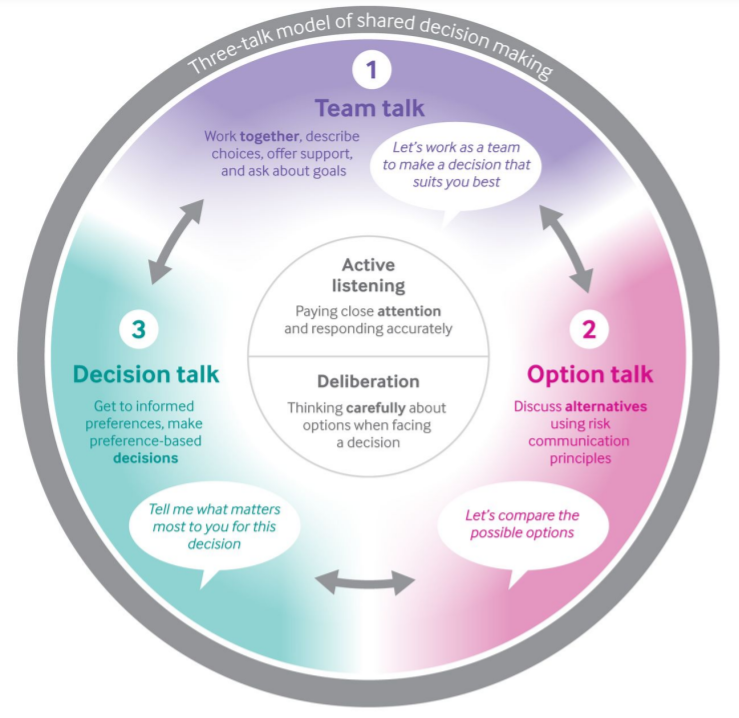 Three-talk model of shared decision making
1
Team talk
Work together, describe
choices, offer support,
and ask about goals
Let's work as a team
to make a decision that
suits you best
Active
listening
Paying close attention
and responding accurately
Deliberation
Thinking carefully about
options when facing
a decision
2
Option talk
Discuss alternatives
using risk
communication
principles
Let's compare the
possible options
3
Decision talk
Get to informed
preferences, make
preference-based
decisions
Tell me what matters
most to you for this
decision